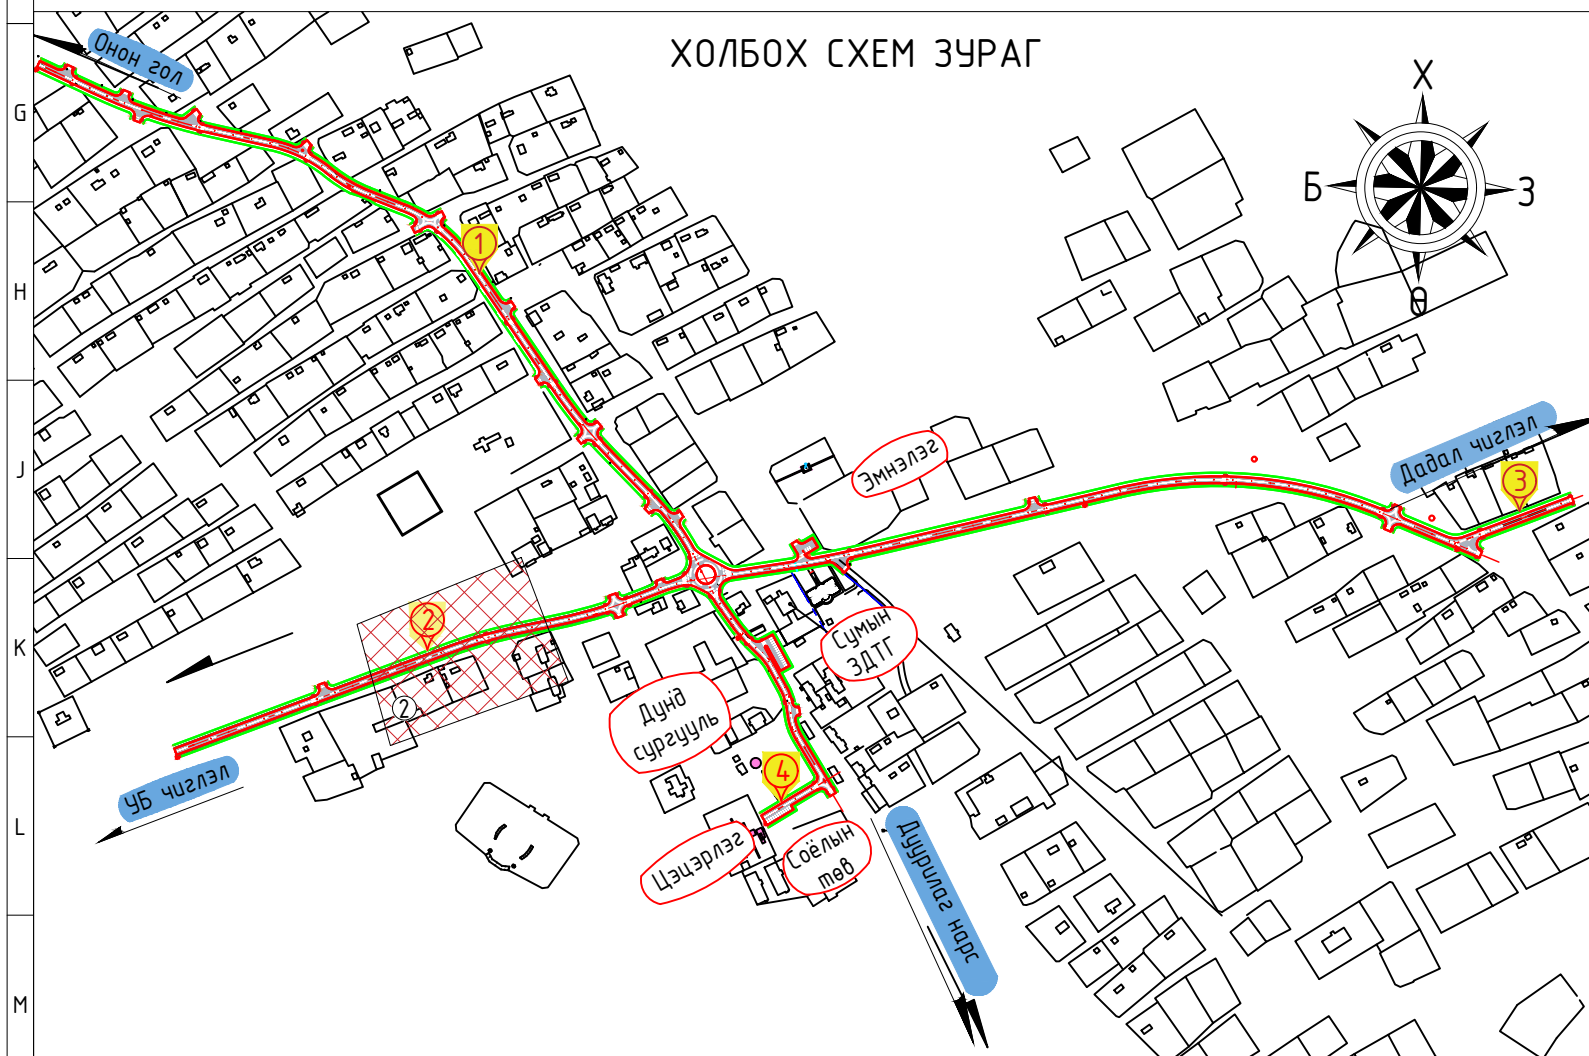 ХОЛБОХ СХЕМ ЗУРАГ
Онон гол
G
Х
Б
З
Ө
1
H
Дадал чиглэл
Эмнэлэг
J
3
2
Сумын
ЗДТГ
K
Дунд
сургууль
2
УБ чиглэл
4
L
Цэцэрлэг
Соёлын
төв
Дуурилаг нарс
M